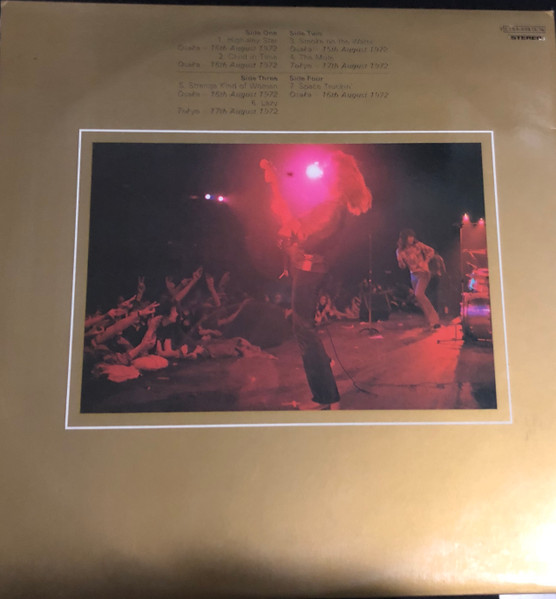 Side One
1. Highway Star
Osaka - 16th August 1972
2. Child in Time
Osaka - 16th August 1972
Side Two
3. Smoke on the Water
Osaka - 15th August 1972
4. The Mule
Tokyo - 17th August 1972
Side Three
5. Strange Kind of Woman
Osaka - 16th August 1972
6. Lazy
Tokyo - 17th August 1972
Side Four
7. Space Truckin'
Osaka - 16th August 1972
STEREO